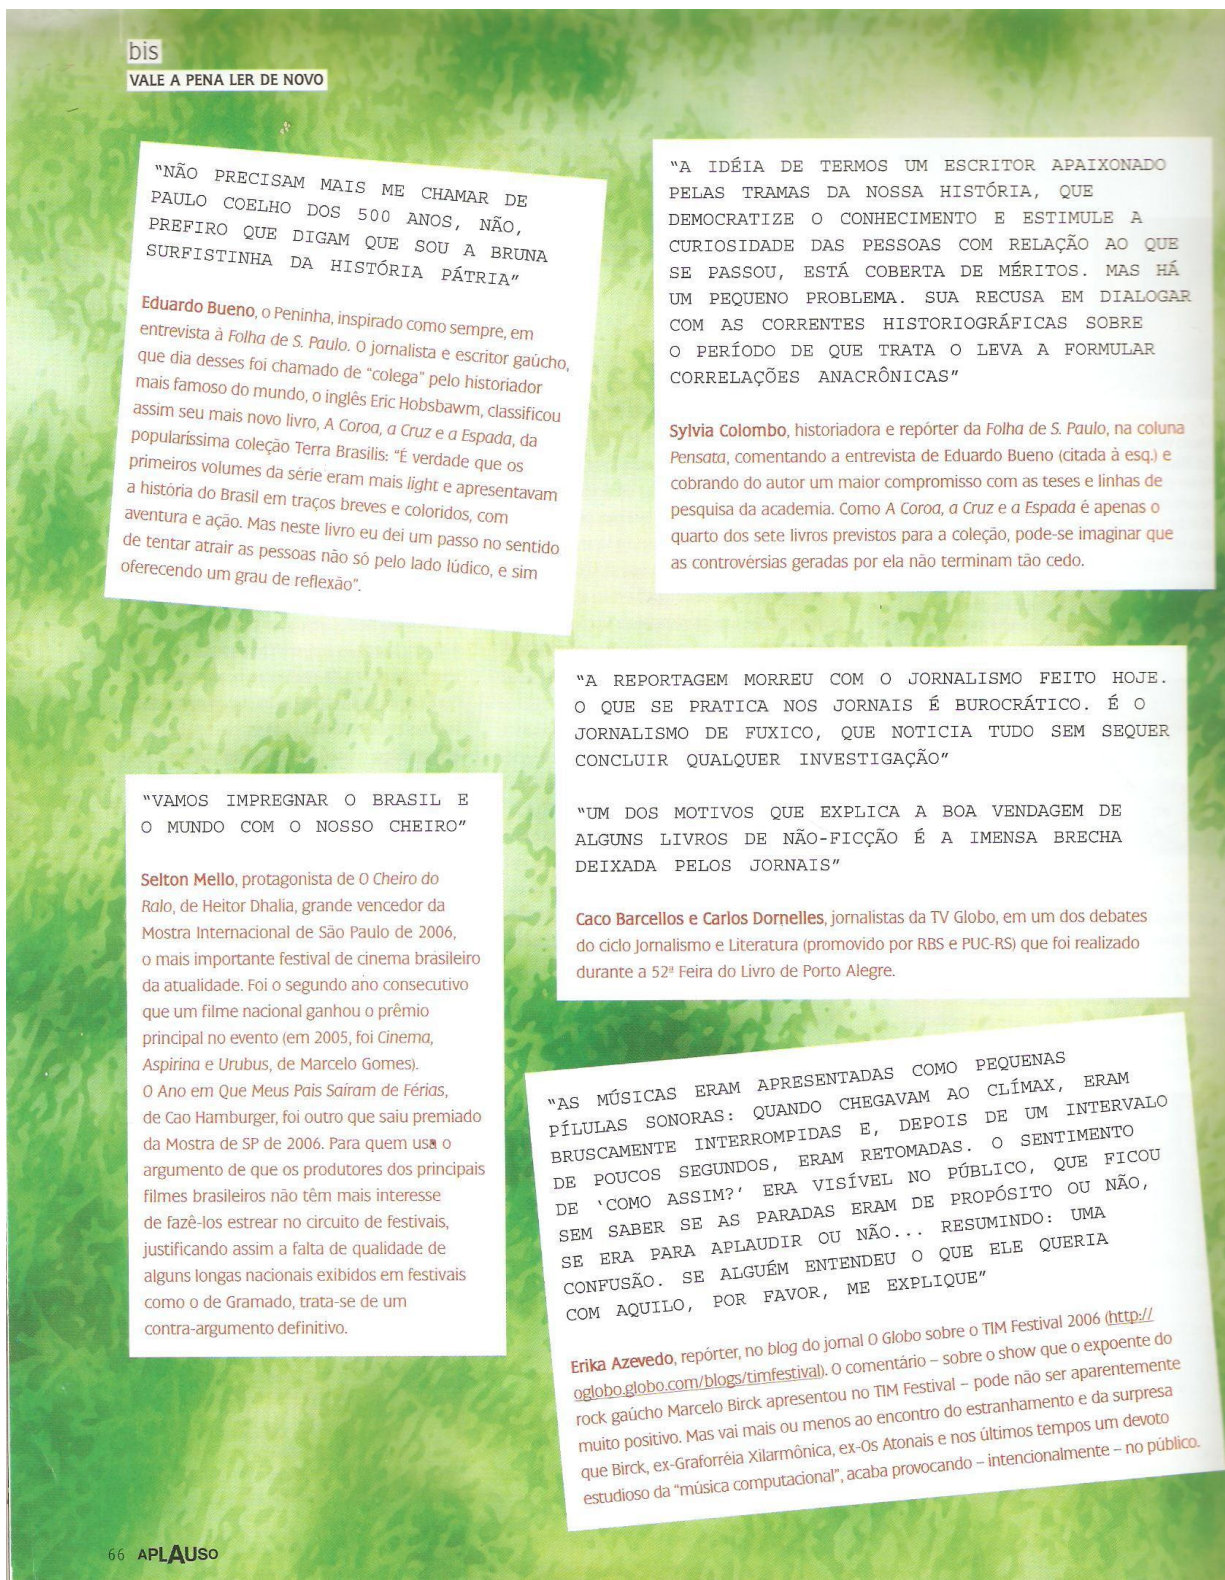 bis
VALE A PENA LER DE NOVO
"NÃO PRECISAM MAIS ME CHAMAR DE
PAULO COELHO DOS 500 ANOS, NÃO,
PREFIRO QUE DIGAM QUE SOU A BRUNA
SURFISTINHA DA HISTÓRIA PÁTRIA"
Eduardo Bueno, o Peninha, inspirado como sempre, em
entrevista à Folha de S. Paulo. O jornalista e escritor gaúcho,
que dia desses foi chamado de "colega" pelo historiador
mais famoso do mundo, o inglês Eric Hobsbawm, classificou
assim seu mais novo livro, A Coroa, a Cruz e a Espada, da
popularíssima coleção Terra Brasilis: "É verdade que os
primeiros volumes da série eram mais light e apresentavam
a história do Brasil em traços breves e coloridos, com
aventura e ação. Mas neste livro eu dei um passo no sentido
de tentar atrair as pessoas não só pelo lado lúdico, e sim
oferecendo um grau de reflexão".
"A IDÉIA DE TERMOS UM ESCRITOR APAIXONADO
PELAS TRAMAS DA NOSSA HISTÓRIA, QUE
DEMOCRATIZE O CONHECIMENTO E ESTIMULE A
CURIOSIDADE DAS PESSOAS COM RELAÇÃO AO QUE
SE PASSOU, ESTÁ COBERTA DE MÉRITOS. MAS HÁ
UM PEQUENO PROBLEMA. SUA RECUSA EM DIALOGAR
COM AS CORRENTES HISTORIOGRÁFICAS SOBRE
O PERÍODO DE QUE TRATA O LEVA A FORMULAR
CORRELAÇÕES ANACRÔNICAS"
Sylvia Colombo, historiadora e repórter da Folha de S. Paulo, na coluna
Pensata, comentando a entrevista de Eduardo Bueno (citada à esq.) e
cobrando do autor um maior compromisso com as teses e linhas de
pesquisa da academia. Como A Coroa, a Cruz e a Espada é apenas o
quarto dos sete livros previstos para a coleção, pode-se imaginar que
as controvérsias geradas por ela não terminam tão cedo.
"A REPORTAGEM MORREU COM O JORNALISMO FEITO HOJE.
O QUE SE PRATICA NOS JORNAIS É BUROCRÁTICO. É O
JORNALISMO DE FUXICO, QUE NOTICIA TUDO SEM SEQUER
CONCLUIR QUALQUER INVESTIGAÇÃO"
"UM DOS MOTIVOS QUE EXPLICA A BOA VENDAGEM DE
ALGUNS LIVROS DE NÃO-FICÇÃO É A IMENSA BRECHA
DEIXADA PELOS JORNAIS"
Caco Barcellos e Carlos Dornelles, jornalistas da TV Globo, em um dos debates
do ciclo Jornalismo e Literatura (promovido por RBS e PUC-RS) que foi realizado
durante a 52ª Feira do Livro de Porto Alegre.
"VAMOS IMPREGNAR O BRASIL E
O MUNDO COM O NOSSO CHEIRO"
Selton Mello, protagonista de O Cheiro do
Ralo, de Heitor Dhalia, grande vencedor da
Mostra Internacional de São Paulo de 2006,
o mais importante festival de cinema brasileiro
da atualidade. Foi o segundo ano consecutivo
que um filme nacional ganhou o prêmio
principal no evento (em 2005, foi Cinema,
Aspirina e Urubus, de Marcelo Gomes).
O Ano em Que Meus Pais Saíram de Férias,
de Cao Hamburger, foi outro que saiu premiado
da Mostra de SP de 2006. Para quem usa o
argumento de que os produtores dos principais
filmes brasileiros não têm mais interesse
de fazê-los estrear no circuito de festivais,
justificando assim a falta de qualidade de
alguns longas nacionais exibidos em festivais
como o de Gramado, trata-se de um
contra-argumento definitivo.
"AS MÚSICAS ERAM APRESENTADAS COMO PEQUENAS
PÍLULAS SONORAS: QUANDO CHEGAVAM AO CLÍMAX, ERAM
BRUSCAMENTE INTERROMPIDAS E, DEPOIS DE UM INTERVALO
DE POUCOS SEGUNDOS, ERAM RETOMADAS. O SENTIMENTO
DE 'COMO ASSIM?' ERA VISÍVEL NO PÚBLICO, QUE FICOU
SEM SABER SE AS PARADAS ERAM DE PROPÓSITO OU NÃO,
SE ERA PARA APLAUDIR OU NÃO... RESUMINDO: UMA
CONFUSÃO. SE ALGUÉM ENTENDEU O QUE ELE QUERIA
COM AQUILO, POR FAVOR, ME EXPLIQUE"
Erika Azevedo, repórter, no blog do jornal O Globo sobre o TIM Festival 2006 (http://
oglobo.globo.com/blogs/timfestival). O comentário – sobre o show que o expoente do
rock gaúcho Marcelo Birck apresentou no TIM Festival – pode não ser aparentemente
muito positivo. Mas vai mais ou menos ao encontro do estranhamento e da surpresa
que Birck, ex-Graforréia Xilarmônica, ex-Os Atonais e nos últimos tempos um devoto
estudioso da "música computacional", acaba provocando – intencionalmente – no público.
66 APLAUSO